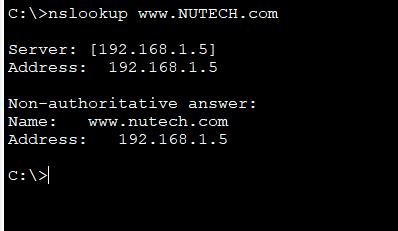 C:\>nslookup www.NUTECH.com
Server: [192.168.1.5]
Address:  192.168.1.5
Non-authoritative answer:
Name:   www.nutech.com
Address:   192.168.1.5
C:\>